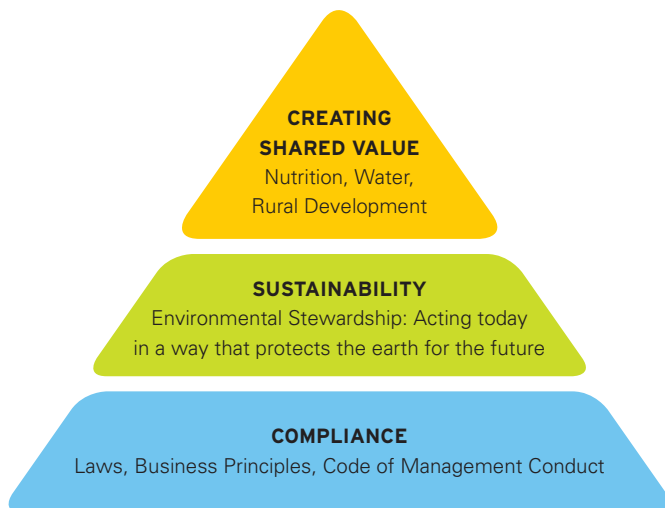 CREATING
SHARED VALUE
Nutrition, Water,
Rural Development
SUSTAINABILITY
Environmental Stewardship: Acting today
in a way that protects the earth for the future
COMPLIANCE
Laws, Business Principles, Code of Management Conduct